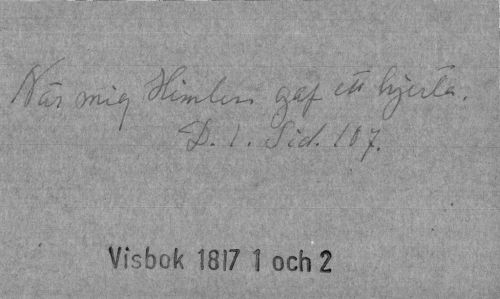 När mig Himlen gaf ett hjerta.
D. 1. Sid. 107.
Visbok 1817 1 och 2